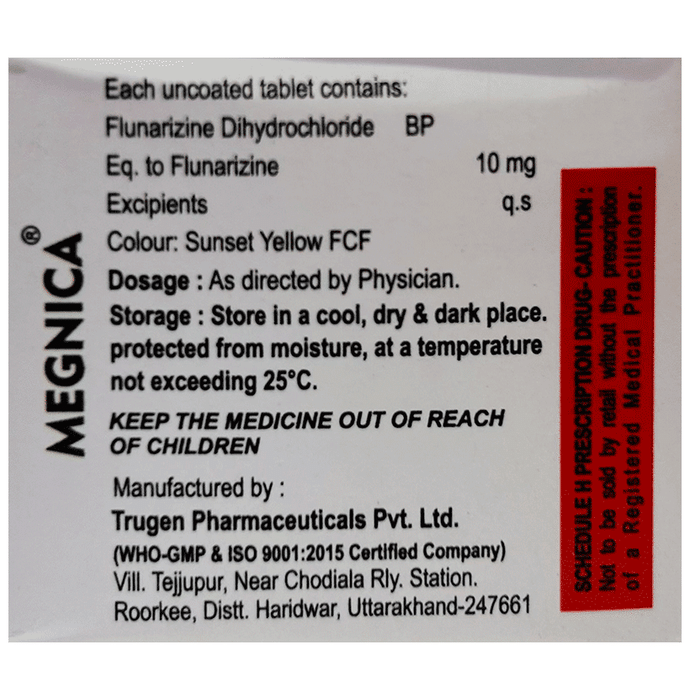 MEGNICA®
Each uncoated tablet contains:
Flunarizine Dihydrochloride BP
Eq. to Flunarizine 10 mg
Excipients q.s
Colour: Sunset Yellow FCF
Dosage : As directed by Physician.
Storage : Store in a cool, dry & dark place.
protected from moisture, at a temperature
not exceeding 25°C.
KEEP THE MEDICINE OUT OF REACH
OF CHILDREN
Manufactured by :
Trugen Pharmaceuticals Pvt. Ltd.
(WHO-GMP & ISO 9001:2015 Certified Company)
Vill. Tejjupur, Near Chodiala Rly. Station.
Roorkee, Distt. Haridwar, Uttarakhand-247661
SCHEDULE H PRESCRIPTION DRUG- CAUTION :
Not to be sold by retail without the prescription
of a Registered Medical Practitioner.